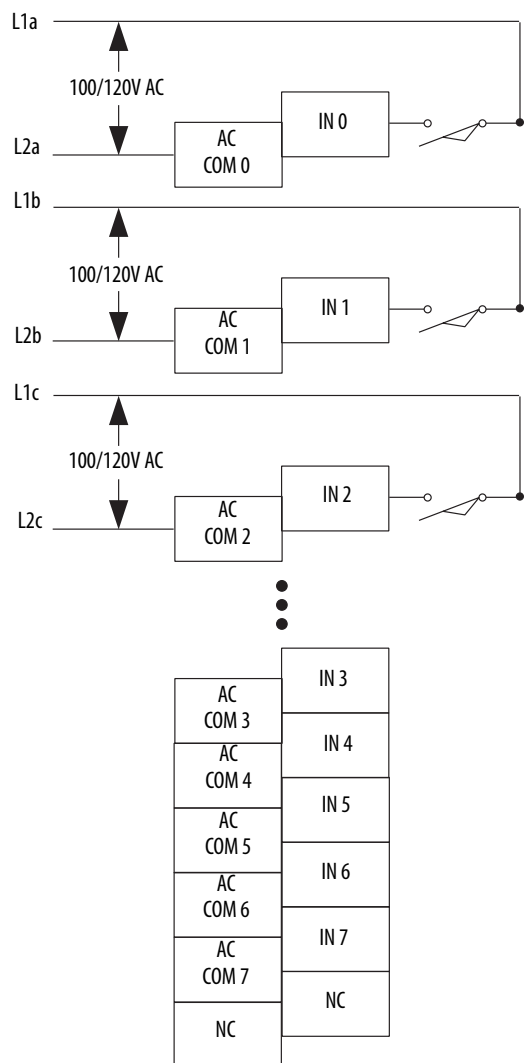 L1a
100/120V AC
IN 0
AC
COM 0
L2a
L1b
100/120V AC
IN 1
AC
COM 1
L2b
L1c
100/120V AC
IN 2
AC
COM 2
L2c
IN 3
AC
COM 3
IN 4
AC
COM 4
IN 5
AC
COM 5
IN 6
AC
COM 6
IN 7
AC
COM 7
NC
NC